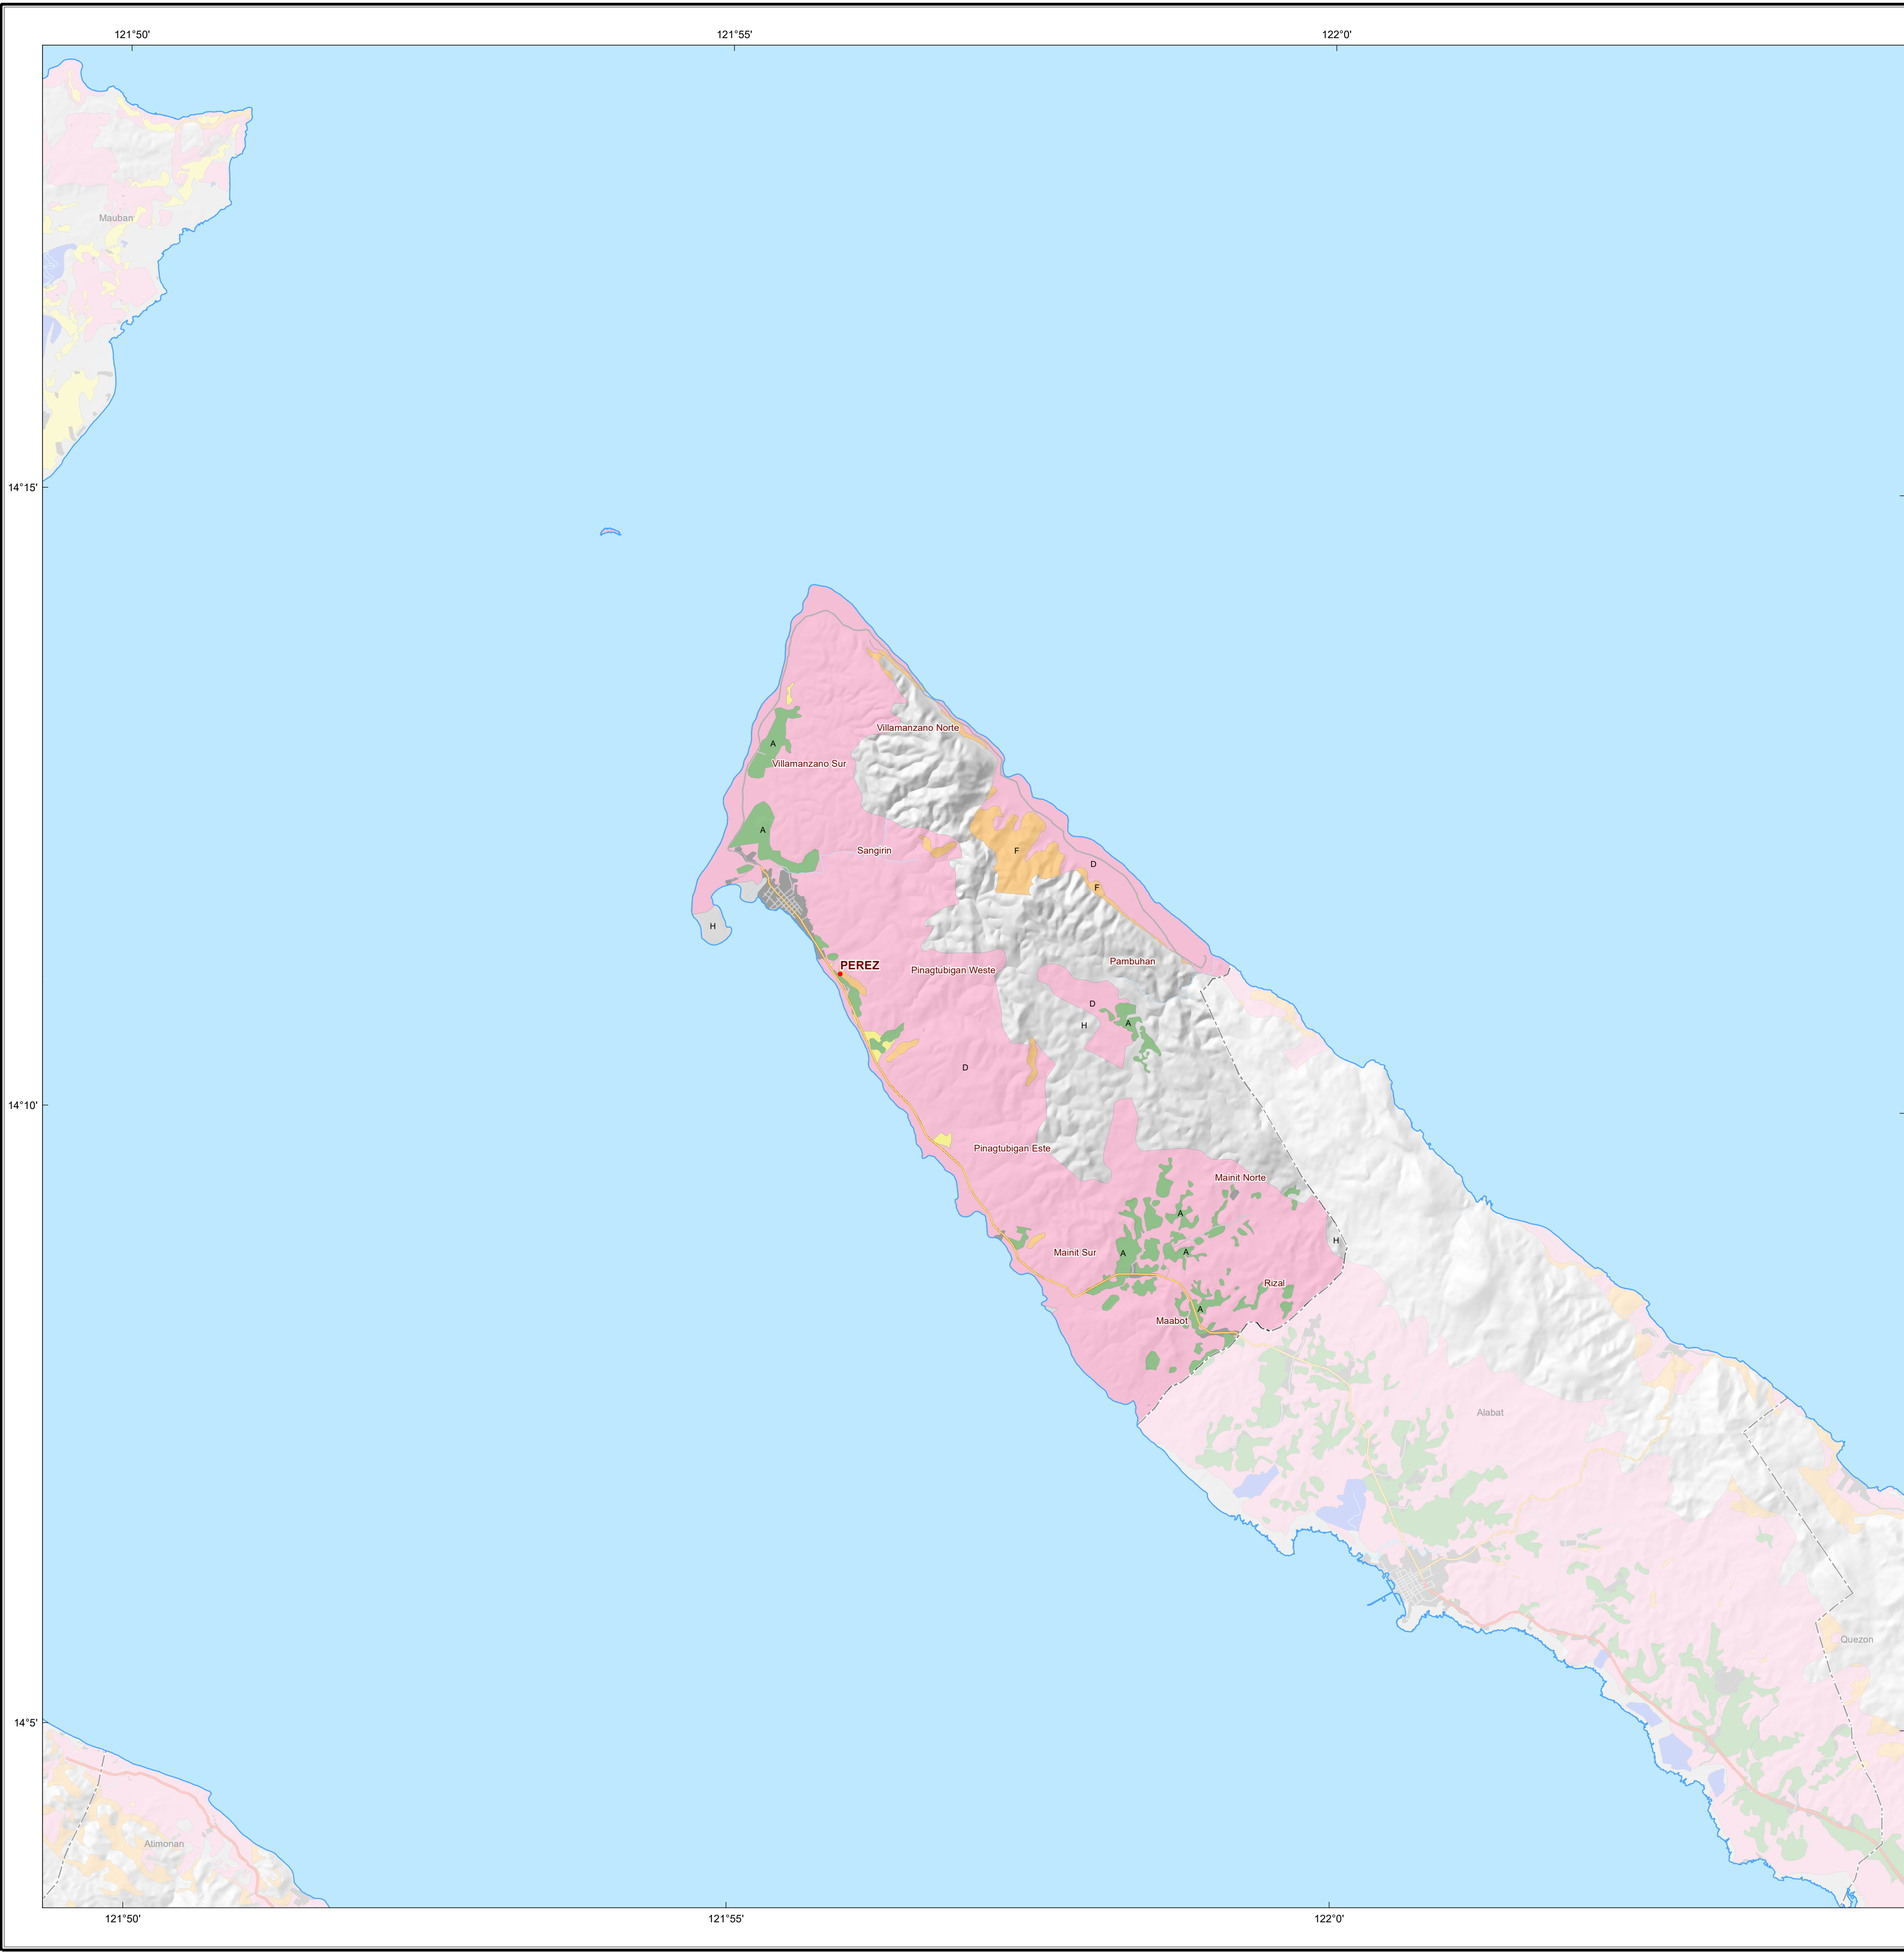 121°50'
121°55'
122°0'
Mauban
14°15'
Villamanzano Norte
A
Villamanzano Sur
A
Sangirin
F
D
F
H
Pambuhan
PEREZ
Pinagtubigan Weste
D
A
H
D
14°10'
Pinagtubigan Este
Mainit Norte
A
H
Mainit Sur
A
A
Rizal
A
Maabot
Alabat
Quezon
14°5'
Atimonan
121°50'
121°55'
122°0'